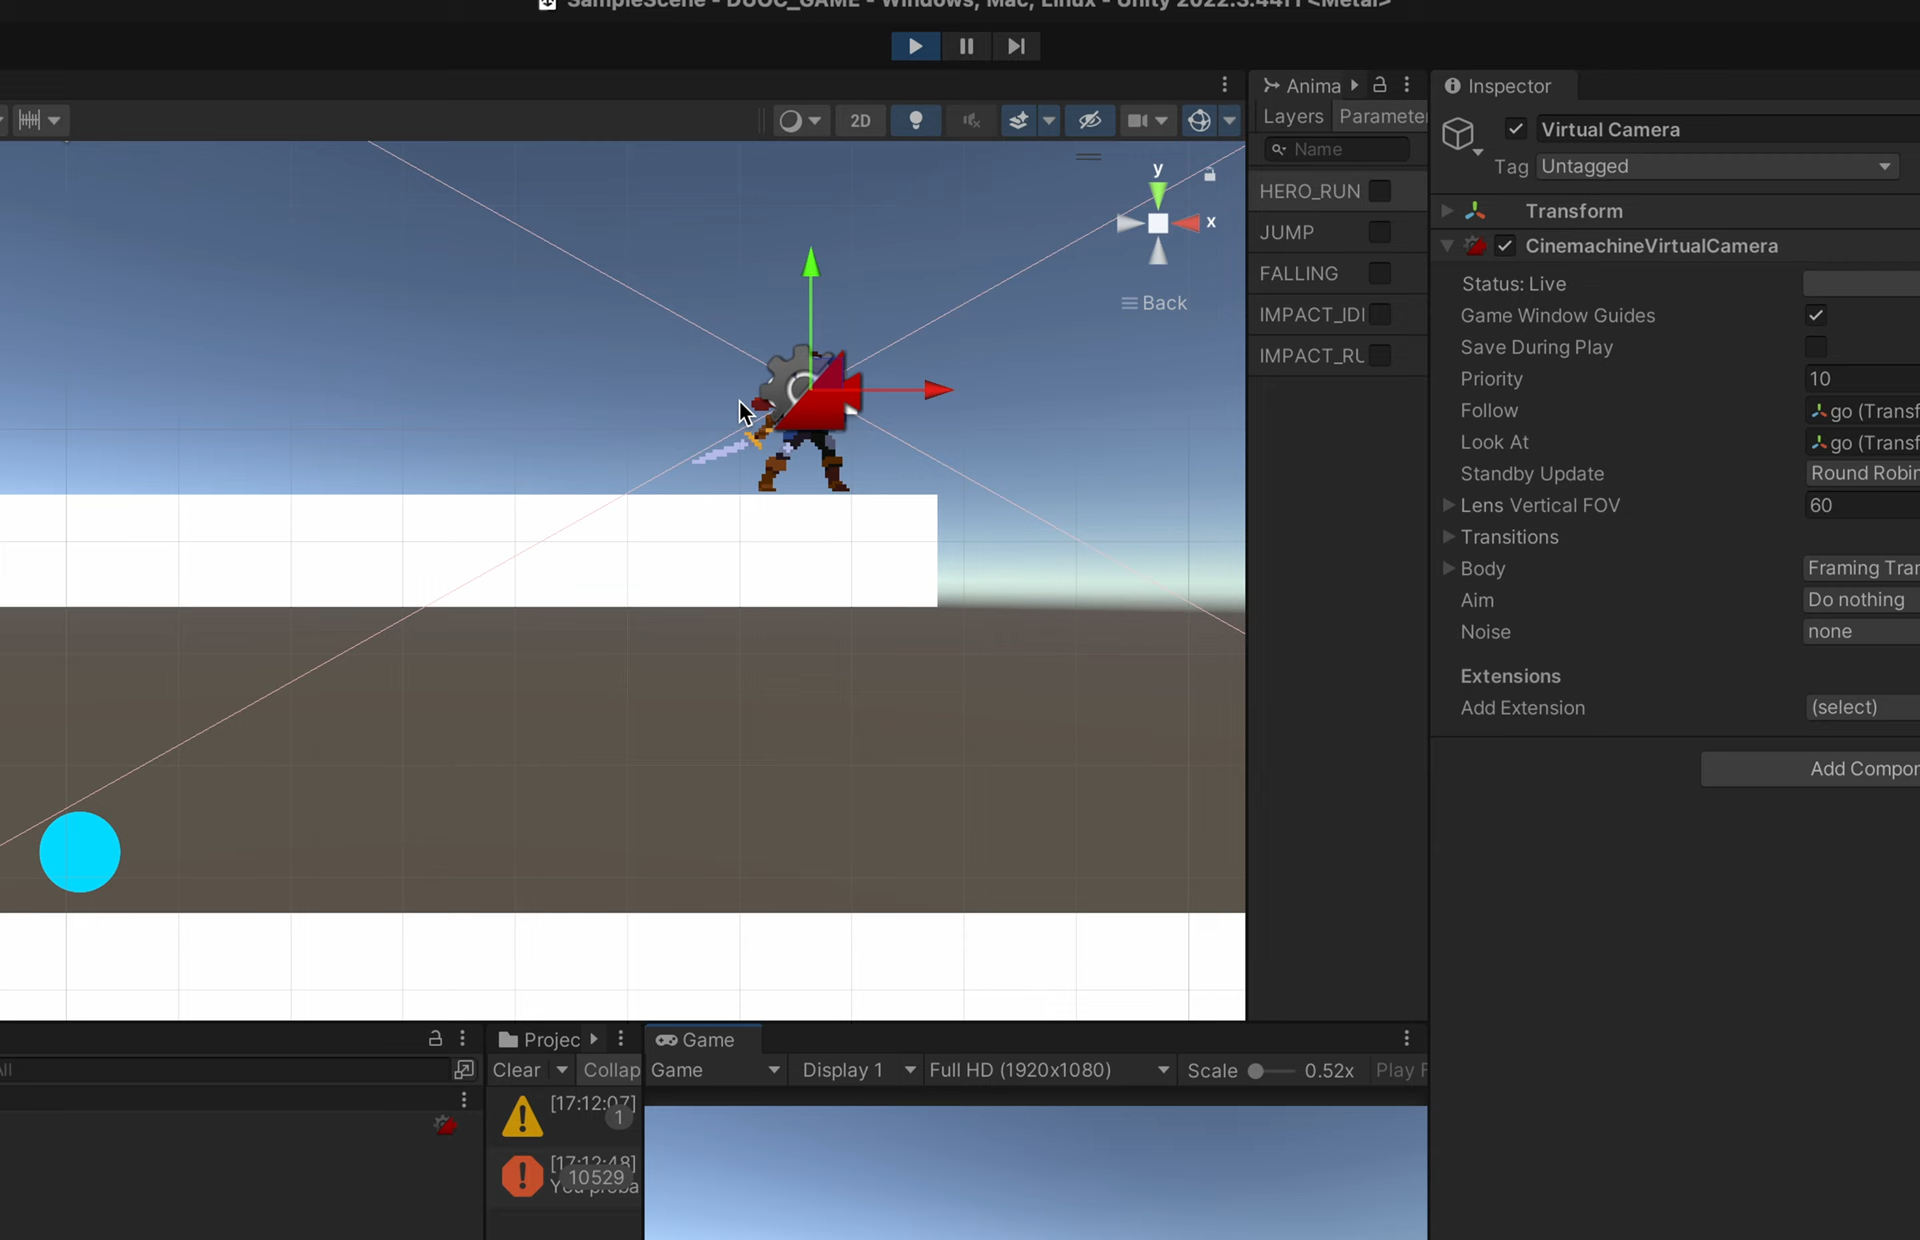 SampleScene - DUOC_GAME - Windows, Mac, Linux - Unity 2022.3.44f1 <Metal>
Anima
Inspector
2D
Layers
Parameter
Virtual Camera
Name
Tag
Untagged
y
x
Back
HERO_RUN
JUMP
FALLING
IMPACT_IDI
IMPACT_RU
Transform
CinemachineVirtualCamera
Status: Live
Game Window Guides
Save During Play
Priority
10
Follow
go (Transf
Look At
go (Transf
Standby Update
Round Robin
Lens Vertical FOV
60
Transitions
Body
Framing Tran
Aim
Do nothing
Noise
none
Extensions
Add Extension
(select)
Add Compon
Projec
Game
Clear
Collap
Game
Display 1
Full HD (1920x1080)
Scale
0.52x
Play F
[17:12:07]
1
[17:12:48]
10529
You proba